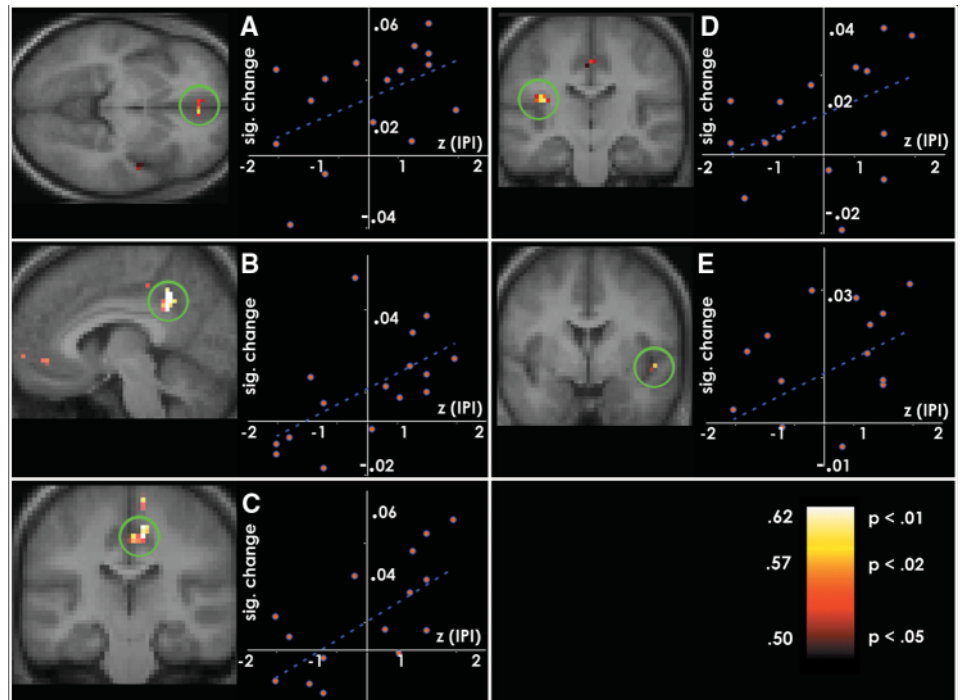 A
sig. change
.06
.02
-.04
-2
-1
1
2
z (IPI)
D
sig. change
.04
.02
-.02
-2
-1
1
2
z (IPI)
B
sig. change
.04
-.02
-2
-1
1
2
z (IPI)
E
sig. change
.03
-.01
-2
-1
1
2
z (IPI)
C
sig. change
.06
.04
-2
-1
1
2
z (IPI)
.62 p < .01
.57 p < .02
.50 p < .05